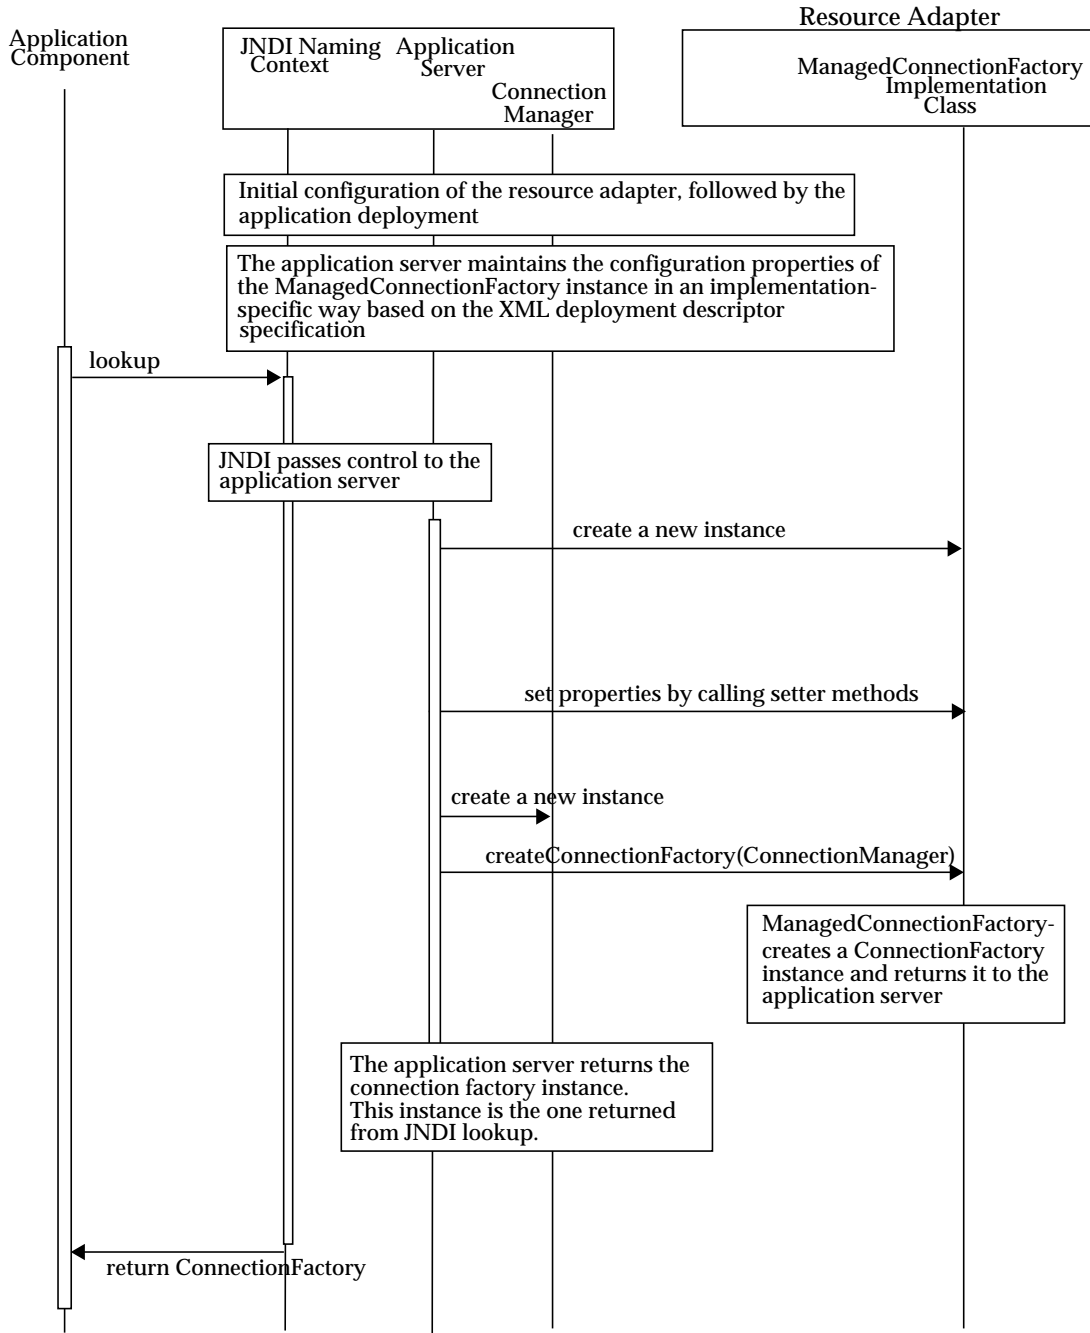 Resource Adapter
Application
Component
JNDI Naming
Context
Application
Server
Connection
Manager
ManagedConnectionFactory
Implementation
Class
Initial configuration of the resource adapter, followed by the
application deployment
The application server maintains the configuration properties of
the ManagedConnectionFactory instance in an implementation-
specific way based on the XML deployment descriptor
specification
lookup
JNDI passes control to the
application server
create a new instance
set properties by calling setter methods
create a new instance
createConnectionFactory(ConnectionManager)
ManagedConnectionFactory-
creates a ConnectionFactory
instance and returns it to the
application server
The application server returns the
connection factory instance.
This instance is the one returned
from JNDI lookup.
return ConnectionFactory